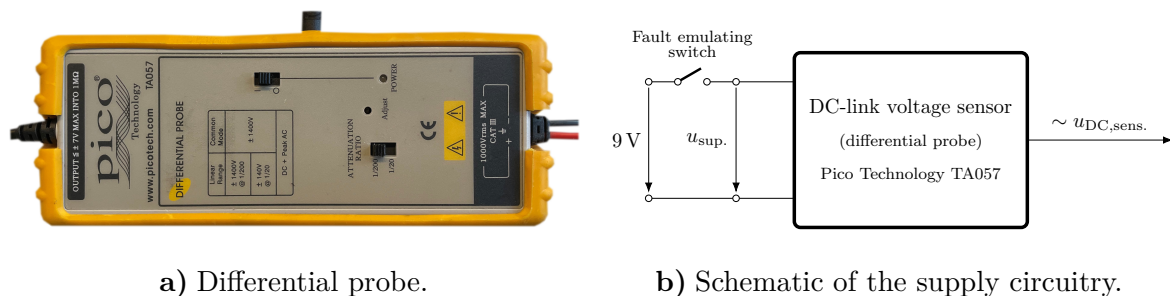 OUTPUT ≤ ± 7V MAX INTO 1MΩ
pico®
Technology
www.picotech.com TA057
DIFFERENTIAL PROBE
Linear Range
Common Mode
± 1400V @ 1/200
± 1400V
± 140V @ 1/20
DC + Peak AC
I O
POWER
Adjust
ATTENUATION RATIO
1/200 1/20
CE
1000Vrms MAX
CAT III
+ -
Fault emulating
switch
9 V
u_sup.
DC-link voltage sensor
(differential probe)
Pico Technology TA057
∼ u_DC,sens.
a) Differential probe.
b) Schematic of the supply circuitry.